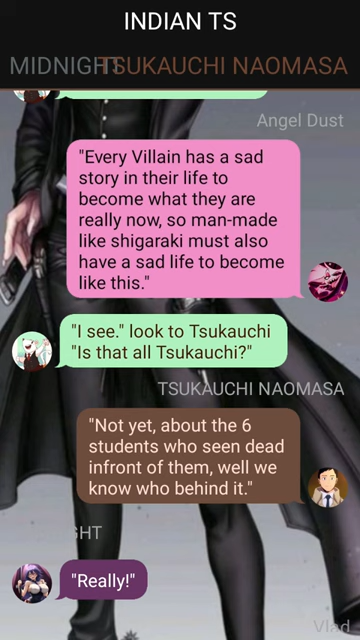 INDIAN TS
MIDNIGHT
TSUKAUCHI NAOMASA
Angel Dust
"Every Villain has a sad
story in their life to
become what they are
really now, so man-made
like shigaraki must also
have a sad life to become
like this."
"I see." look to Tsukauchi
"Is that all Tsukauchi?"
TSUKAUCHI NAOMASA
"Not yet, about the 6
students who seen dead
infront of them, well we
know who behind it."
GHT
"Really!"
Vlad